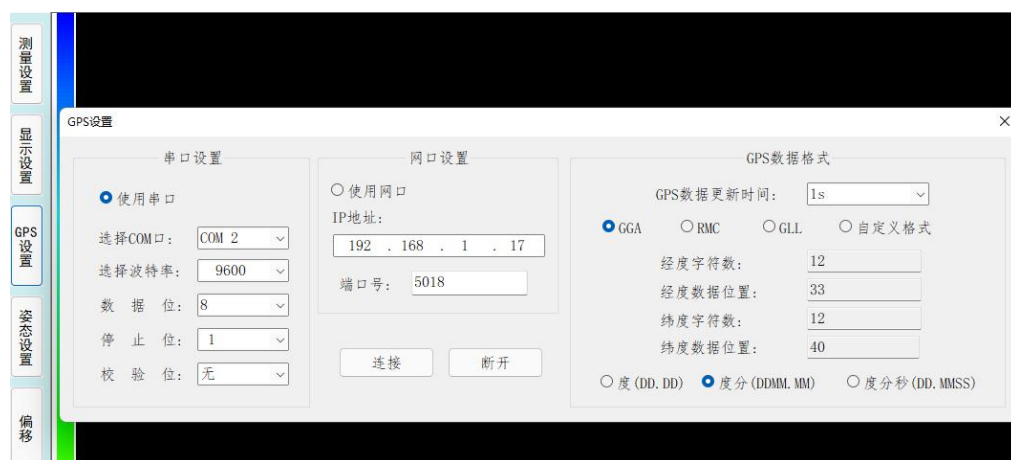 测量设置
显示设置
GPS设置
姿态设置
偏移
GPS设置
串口设置
使用串口
选择COM口: COM 2
选择波特率: 9600
数 据 位: 8
停 止 位: 1
校 验 位: 无
网口设置
使用网口
IP地址:
192 . 168 . 1 . 17
端口号: 5018
连接 断开
GPS数据格式
GPS数据更新时间: 1s
GGA RMC GLL 自定义格式
经度字符数: 12
经度数据位置: 33
纬度字符数: 12
纬度数据位置: 40
度(DD.DD) 度分(DDMM.MM) 度分秒(DD.MMSS)